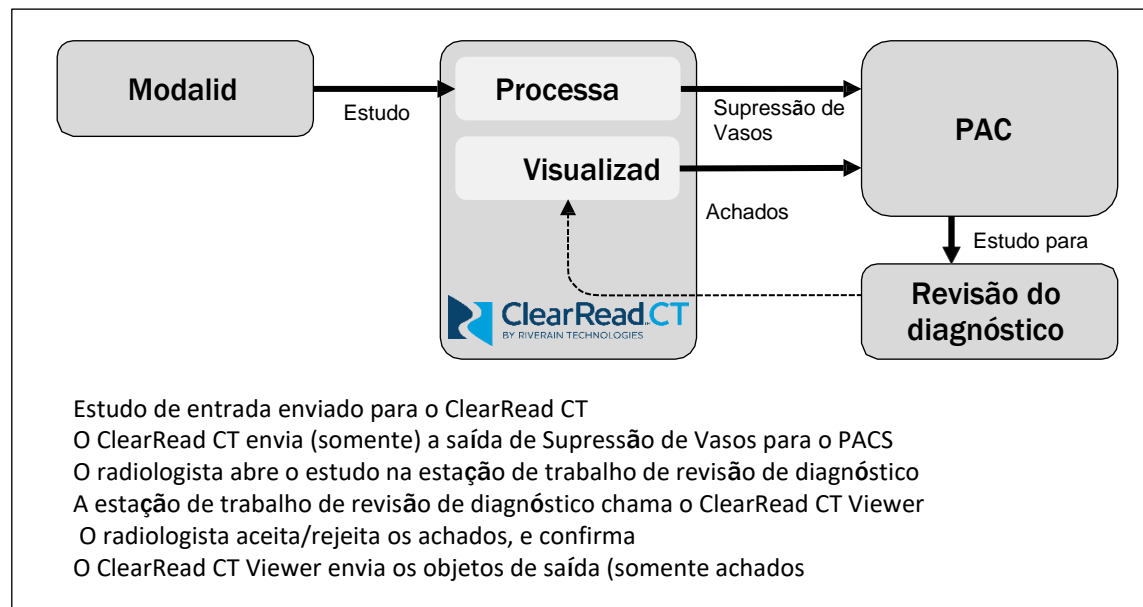 Modalid
Estudo
Processa
Visualizad
Supressão de
Vasos
Achados
PAC
Estudo para
Revisão do
diagnóstico
ClearRead CT
BY RIVERAIN TECHNOLOGIES
Estudo de entrada enviado para o ClearRead CT
O ClearRead CT envia (somente) a saída de Supressão de Vasos para o PACS
O radiologista abre o estudo na estação de trabalho de revisão de diagnóstico
A estação de trabalho de revisão de diagnóstico chama o ClearRead CT Viewer
O radiologista aceita/rejeita os achados, e confirma
O ClearRead CT Viewer envia os objetos de saída (somente achados